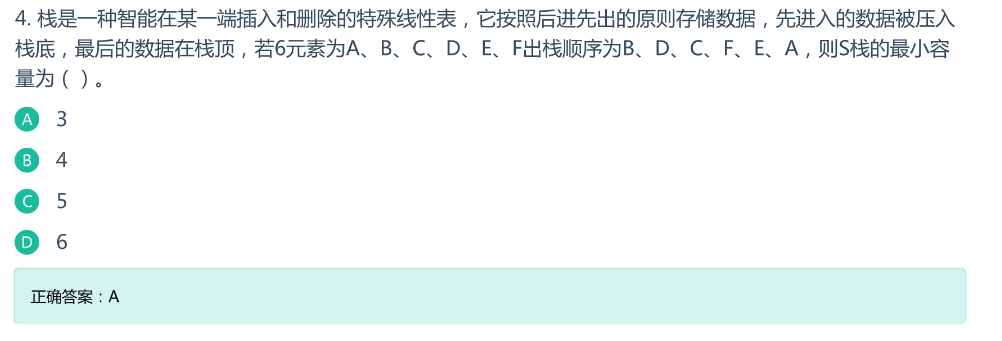 4. 栈是一种智能在某一端插入和删除的特殊线性表，它按照后进先出的原则存储数据，先进入的数据被压入
栈底，最后的数据在栈顶，若6元素为A、B、C、D、E、F出栈顺序为B、D、C、F、E、A，则S栈的最小容
量为（ ）。
A 3
B 4
C 5
D 6
正确答案：A